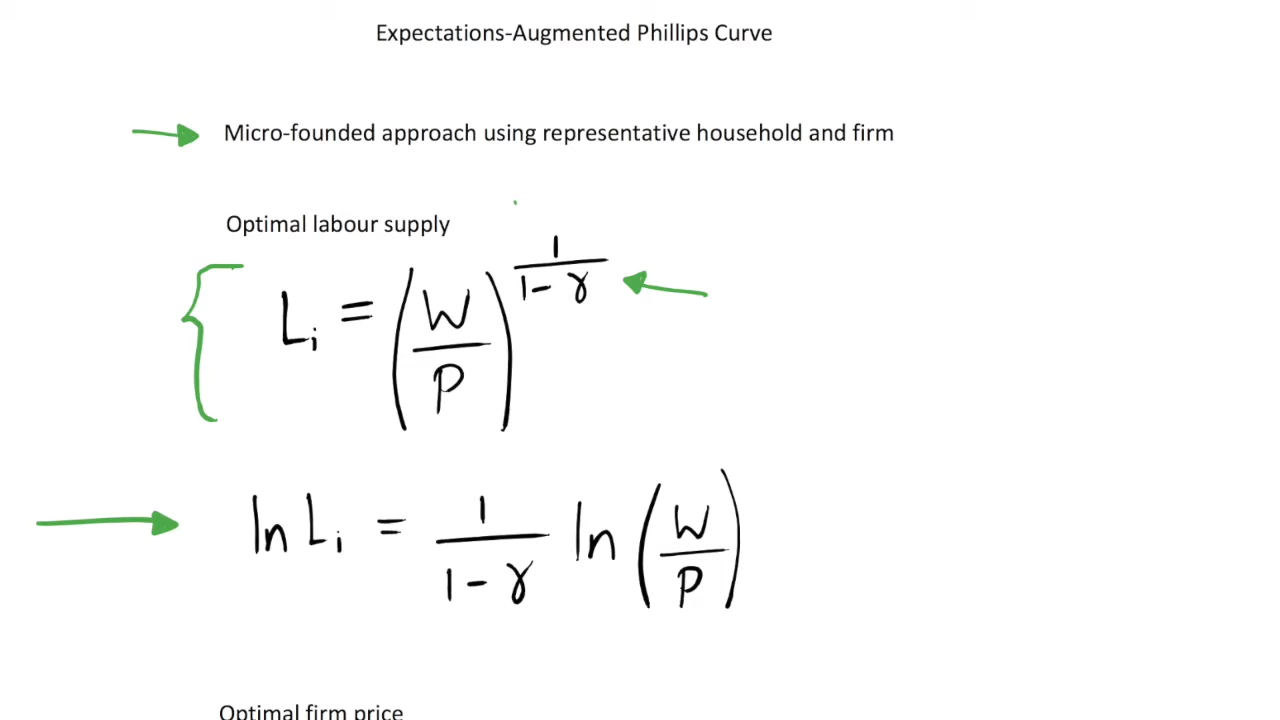 Expectations-Augmented Phillips Curve
Micro-founded approach using representative household and firm
Optimal labour supply
L_i = (W/P)^(1/(1-γ))
ln L_i = 1/(1-γ) ln (W/P)
Optimal firm price